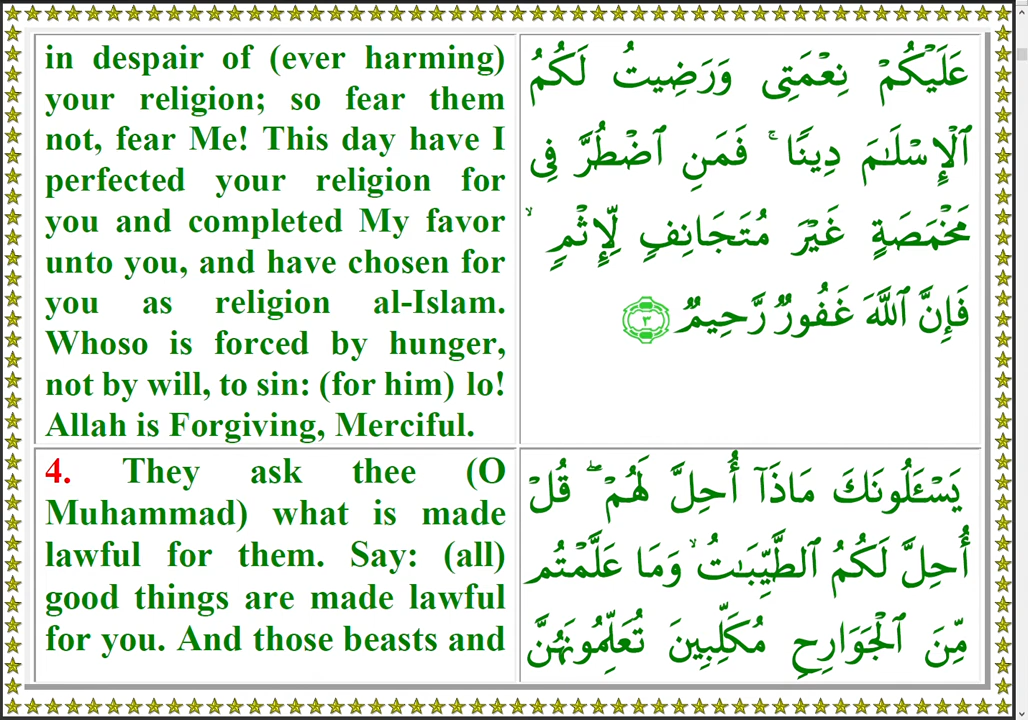 in despair of (ever harming)
your religion; so fear them
not, fear Me! This day have I
perfected your religion for
you and completed My favor
unto you, and have chosen for
you as religion al-Islam.
Whoso is forced by hunger,
not by will, to sin: (for him) lo!
Allah is Forgiving, Merciful.
عَلَيۡكُمۡ نِعۡمَتِى وَرَضِيتُ لَكُمُ
ٱلۡإِسۡلَـٰمَ دِينًا‌ۚ فَمَنِ ٱضۡطُرَّ فِى
مَخۡمَصَةٍ غَيۡرَ مُتَجَانِفٍ لِّإِثۡمٍ‌ۙ
فَإِنَّ ٱللَّهَ غَفُورٌ رَّحِيمٌ ٣
4. They ask thee (O
Muhammad) what is made
lawful for them. Say: (all)
good things are made lawful
for you. And those beasts and
يَسۡـَٔلُونَكَ مَاذَآ أُحِلَّ لَهُمۡ‌ۖ قُلۡ
أُحِلَّ لَكُمُ ٱلطَّيِّبَـٰتُ‌ۙ وَمَا عَلَّمۡتُم
مِّنَ ٱلۡجَوَارِحِ مُكَلِّبِينَ تُعَلِّمُونَہُنَّ